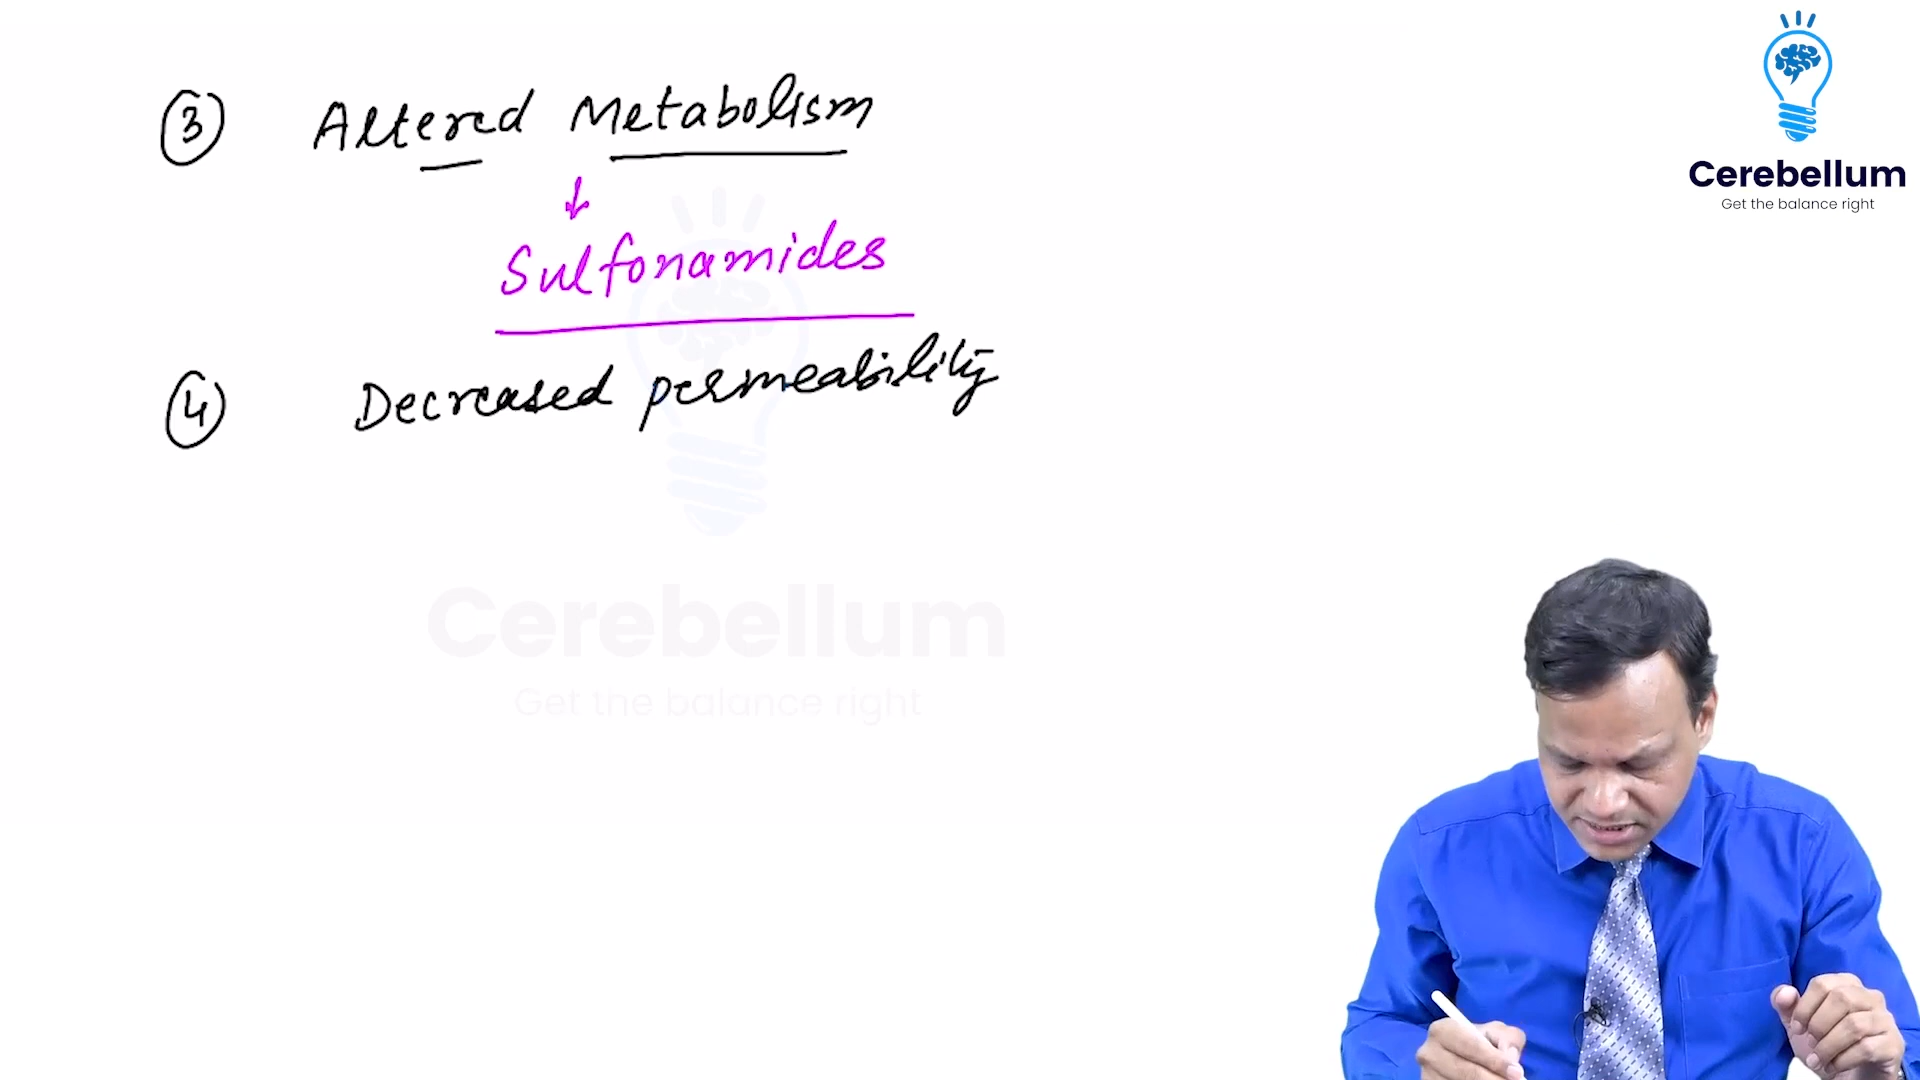 Cerebellum
Get the balance right
3 Altered Metabolism
↓
Sulfonamides
4 Decreased permeability
Cerebellum
Get the balance right